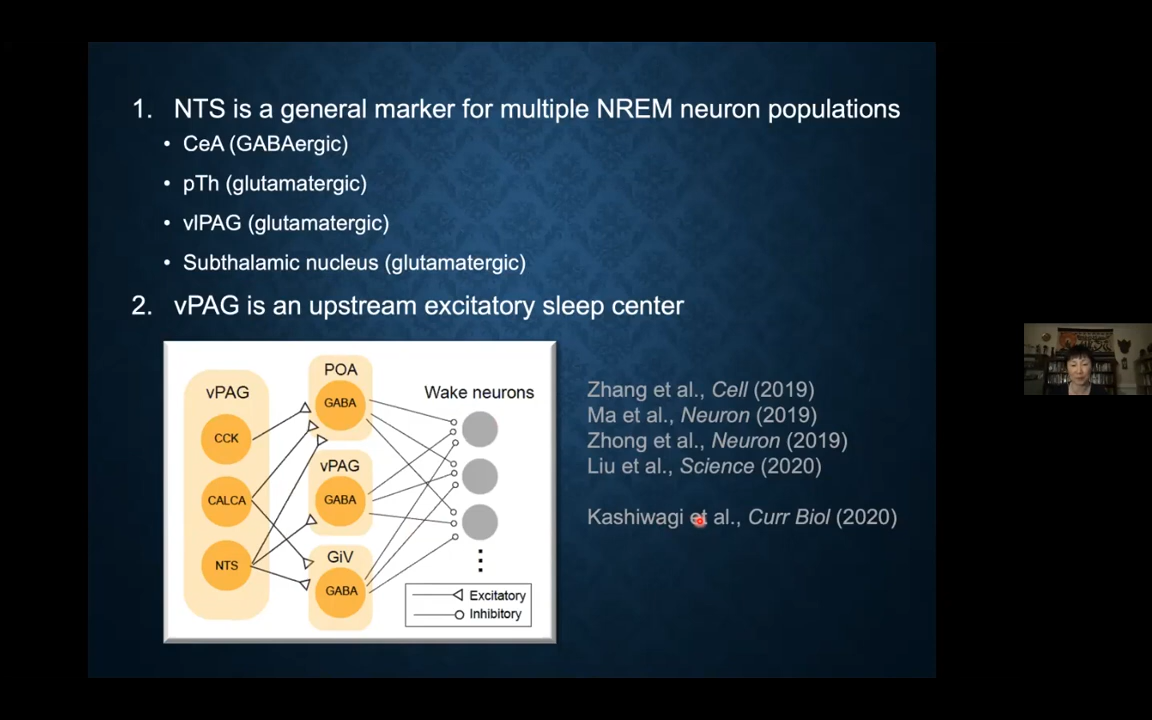 1. NTS is a general marker for multiple NREM neuron populations
• CeA (GABAergic)
• pTh (glutamatergic)
• vlPAG (glutamatergic)
• Subthalamic nucleus (glutamatergic)
2. vPAG is an upstream excitatory sleep center
vPAG
CCK
CALCA
NTS
POA
GABA
vPAG
GABA
GiV
GABA
Wake neurons
Excitatory
Inhibitory
Zhang et al., Cell (2019)
Ma et al., Neuron (2019)
Zhong et al., Neuron (2019)
Liu et al., Science (2020)
Kashiwagi et al., Curr Biol (2020)